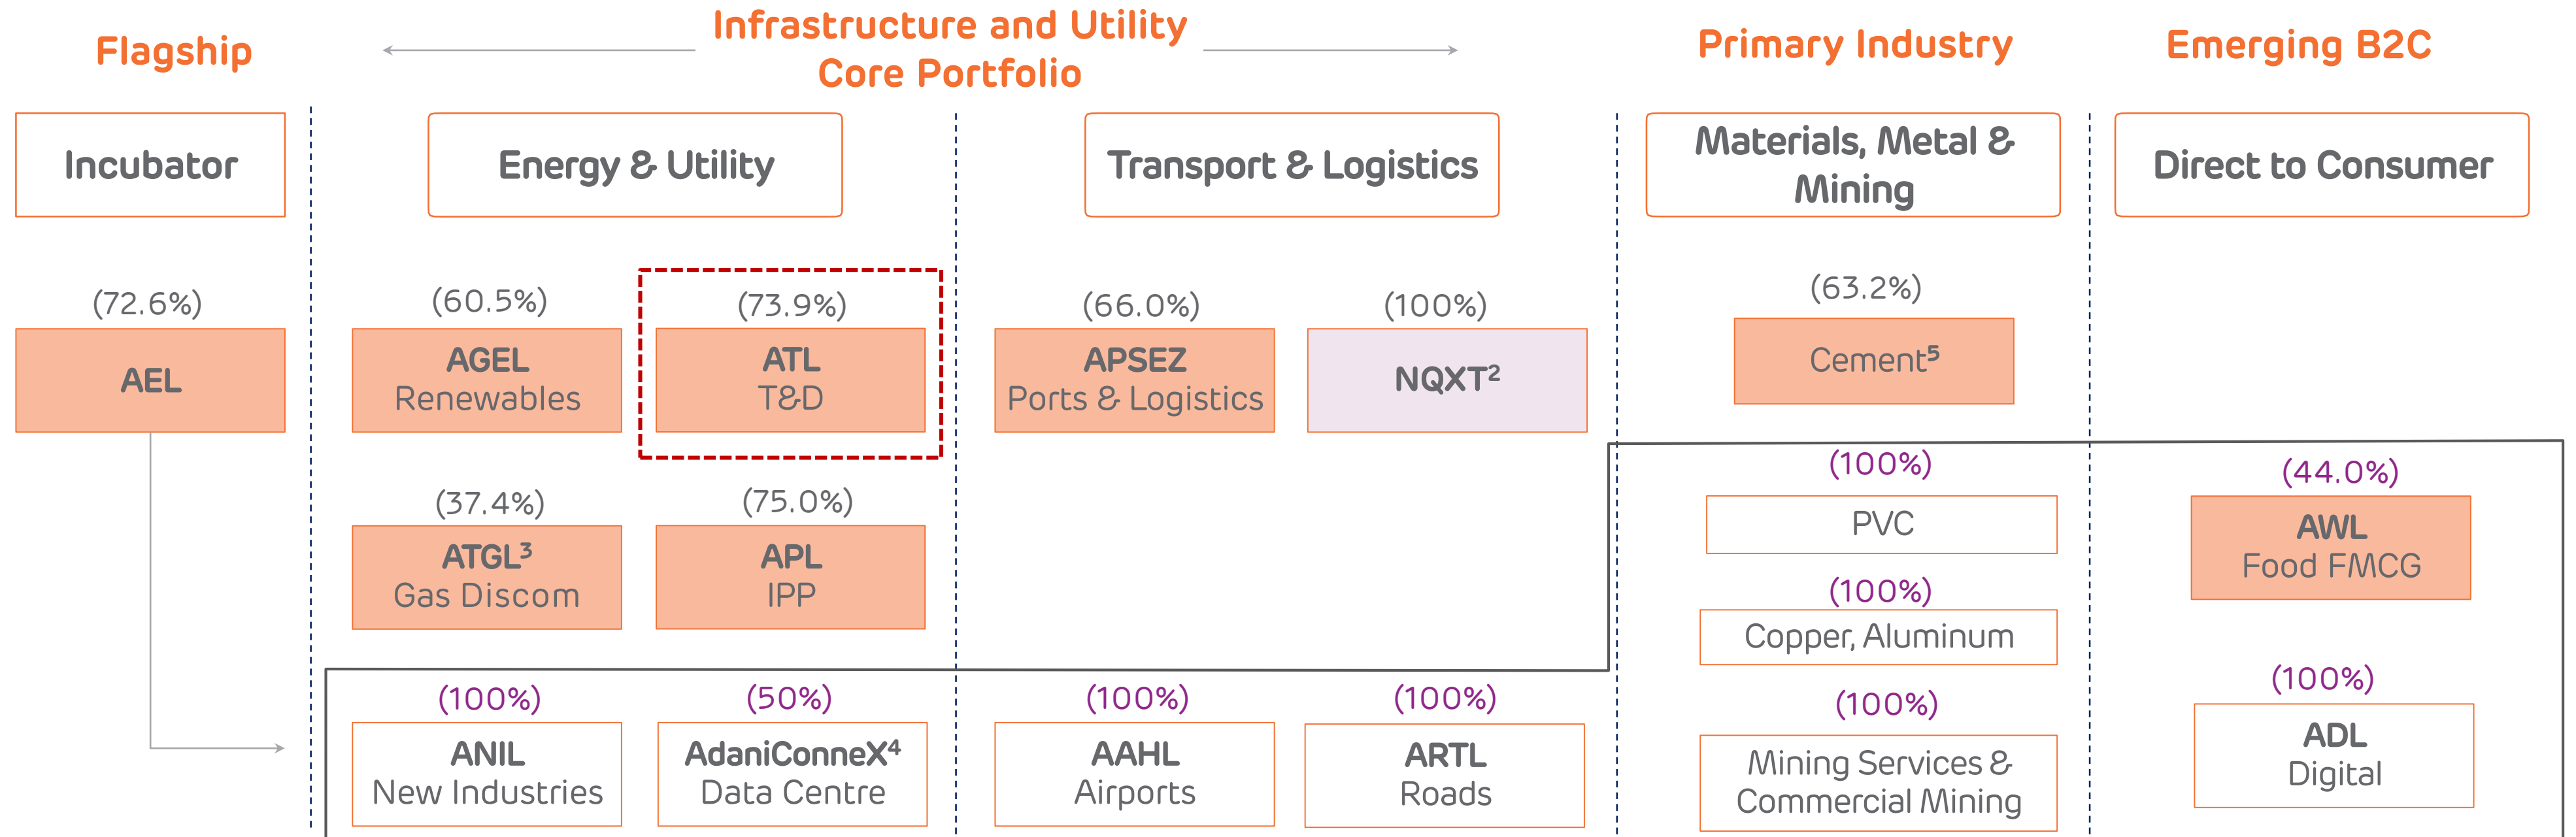 Flagship
Infrastructure and Utility
Core Portfolio
Primary Industry
Emerging B2C
Incubator
Energy & Utility
Transport & Logistics
Materials, Metal &
Mining
Direct to Consumer
(72.6%)
AEL
(60.5%)
AGEL
Renewables
(73.9%)
ATL
T&D
(66.0%)
APSEZ
Ports & Logistics
(100%)
NQXT²
(63.2%)
Cement⁵
(37.4%)
ATGL³
Gas Discom
(75.0%)
APL
IPP
(100%)
PVC
(100%)
Copper, Aluminum
(100%)
Mining Services &
Commercial Mining
(44.0%)
AWL
Food FMCG
(100%)
ADL
Digital
(100%)
ANIL
New Industries
(50%)
AdaniConneX⁴
Data Centre
(100%)
AAHL
Airports
(100%)
ARTL
Roads